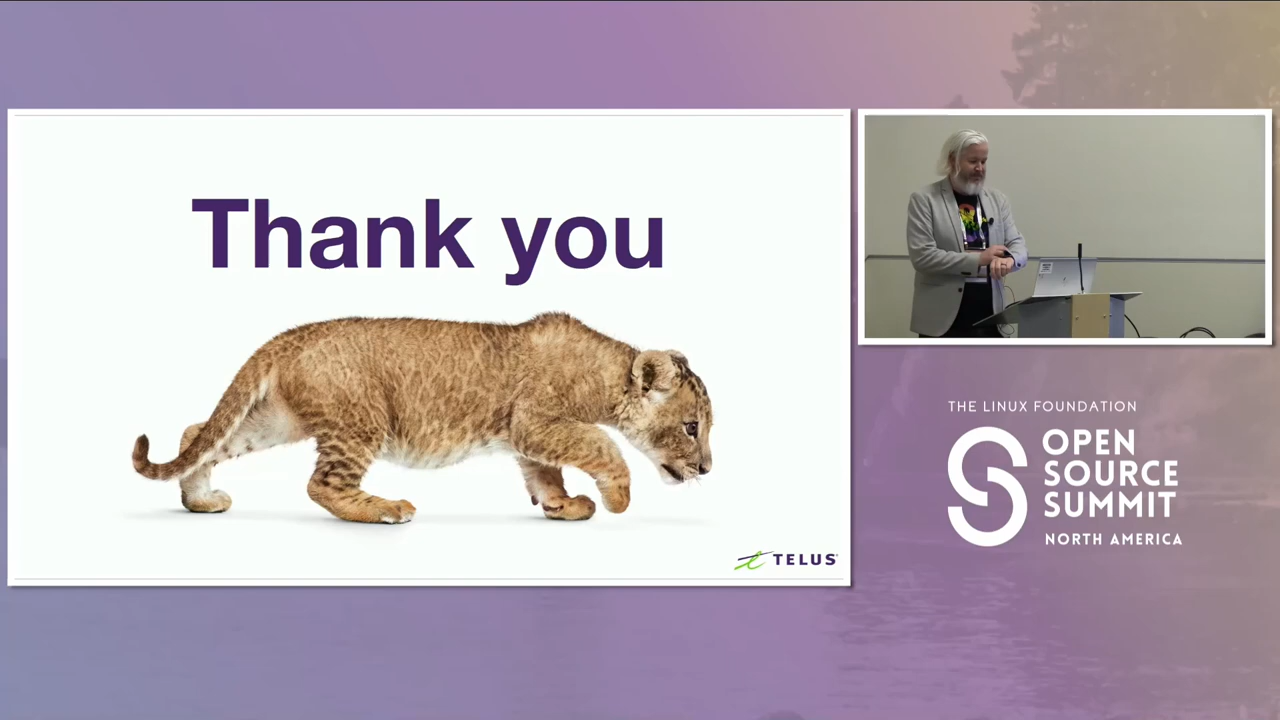 Thank you
TELUS
THE LINUX FOUNDATION
OPEN
SOURCE
SUMMIT
NORTH AMERICA